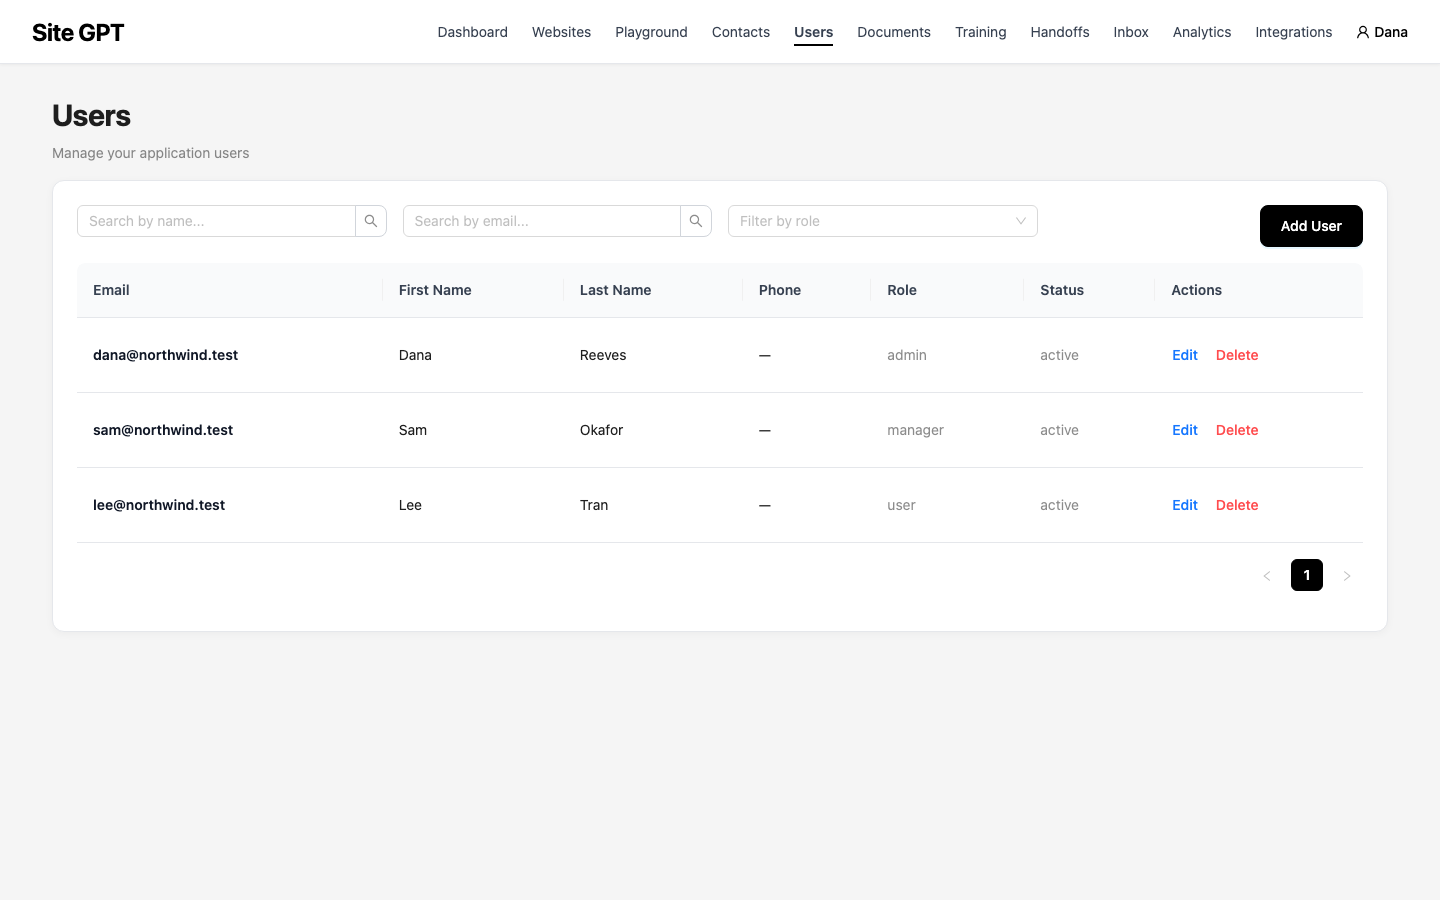 Site GPT
Dashboard Websites Playground Contacts Users Documents Training Handoffs Inbox Analytics Integrations Dana
Users
Manage your application users
Search by name... Search by email... Filter by role Add User
Email First Name Last Name Phone Role Status Actions
dana@northwind.test Dana Reeves — admin active Edit Delete
sam@northwind.test Sam Okafor — manager active Edit Delete
lee@northwind.test Lee Tran — user active Edit Delete
1